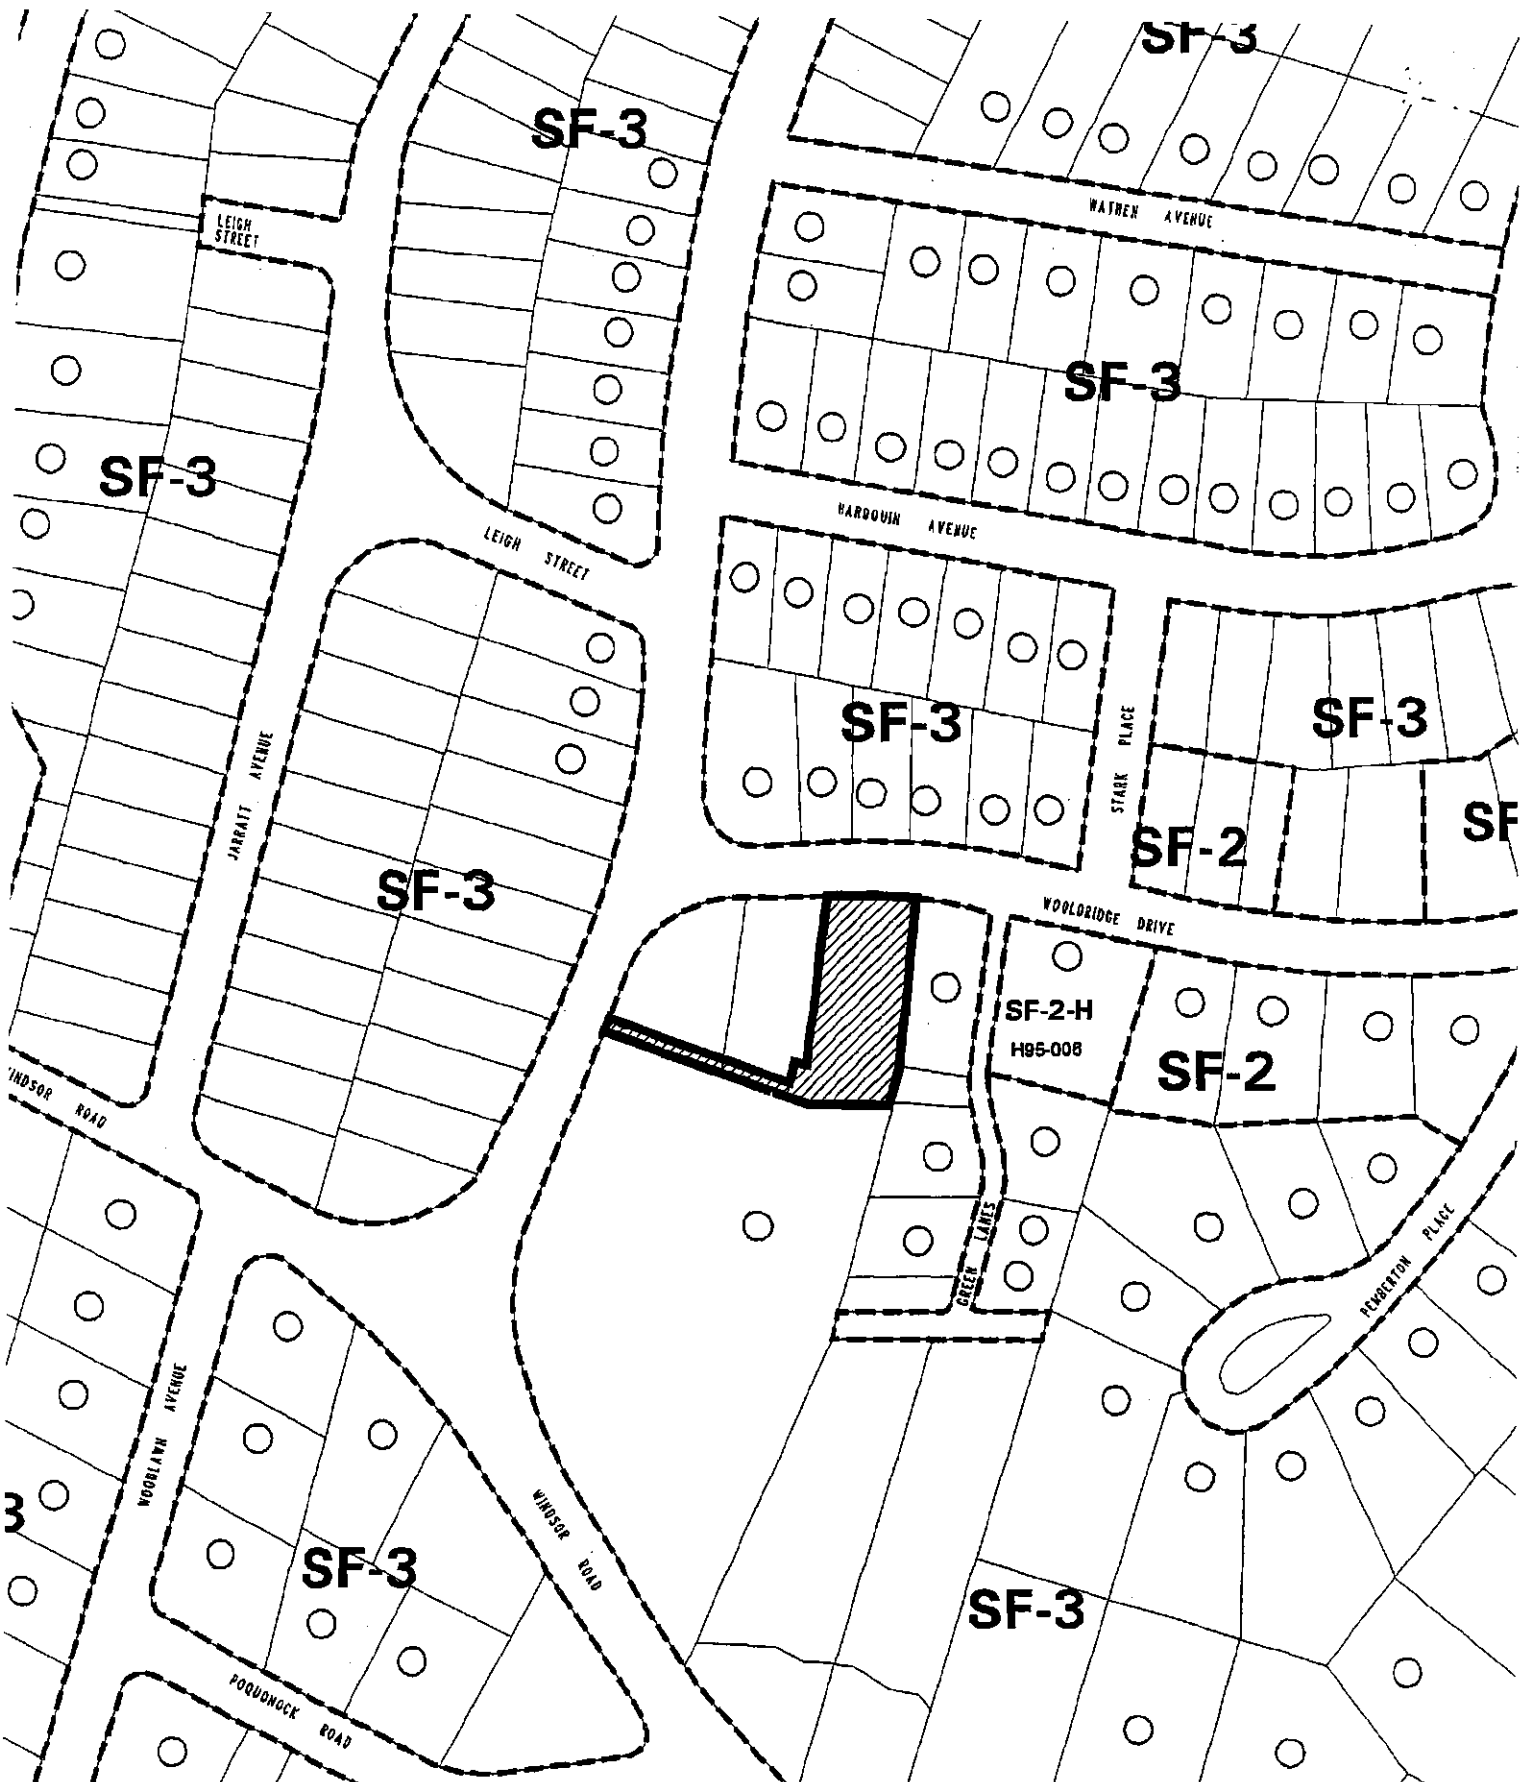 SF-3
SF-3
WATHEN AVENUE
LEIGH
STREET
SF-3
SF-3
HARDOUIN AVENUE
LEIGH STREET
SF-3
SF-3
STARK PLACE
JARRATT AVENUE
SF-2
SF
SF-3
WOOLDRIDGE DRIVE
SF-2-H
H95-006
SF-2
WINDSOR ROAD
GREEN LANES
PEMBERTON PLACE
WOODLAWN AVENUE
3
WINDSOR ROAD
SF-3
SF-3
POQUONOCK ROAD